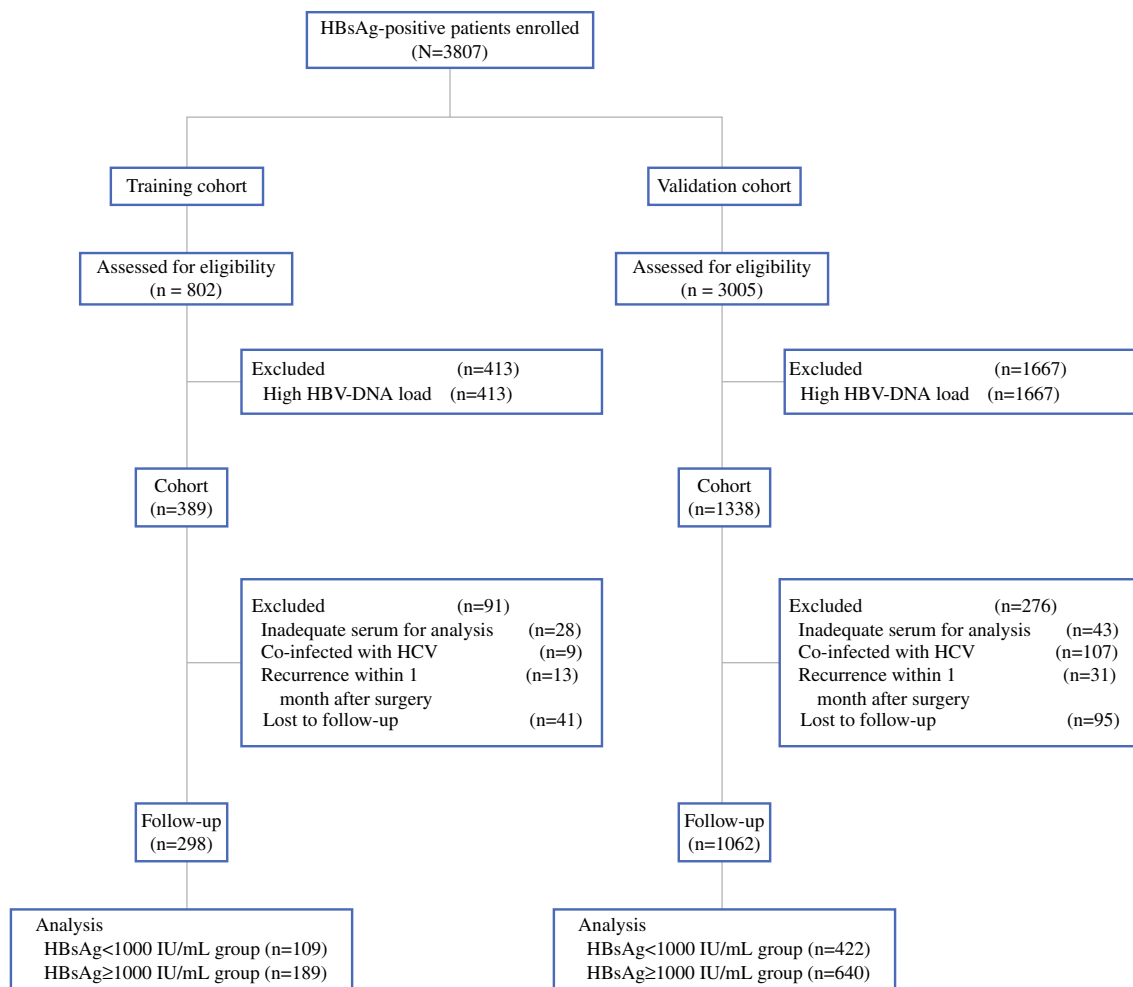 HBsAg-positive patients enrolled
(N=3807)
Training cohort
Validation cohort
Assessed for eligibility
(n = 802)
Assessed for eligibility
(n = 3005)
Excluded (n=413)
High HBV-DNA load (n=413)
Excluded (n=1667)
High HBV-DNA load (n=1667)
Cohort
(n=389)
Cohort
(n=1338)
Excluded (n=91)
Inadequate serum for analysis (n=28)
Co-infected with HCV (n=9)
Recurrence within 1 (n=13)
month after surgery
Lost to follow-up (n=41)
Excluded (n=276)
Inadequate serum for analysis (n=43)
Co-infected with HCV (n=107)
Recurrence within 1 (n=31)
month after surgery
Lost to follow-up (n=95)
Follow-up
(n=298)
Follow-up
(n=1062)
Analysis
HBsAg<1000 IU/mL group (n=109)
HBsAg≥1000 IU/mL group (n=189)
Analysis
HBsAg<1000 IU/mL group (n=422)
HBsAg≥1000 IU/mL group (n=640)